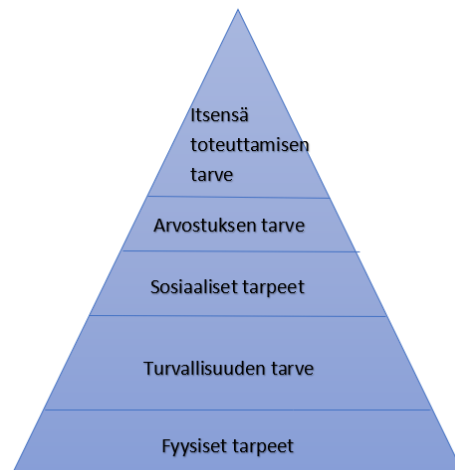 Itsensä
toteuttamisen
tarve
Arvostuksen tarve
Sosiaaliset tarpeet
Turvallisuuden tarve
Fyysiset tarpeet